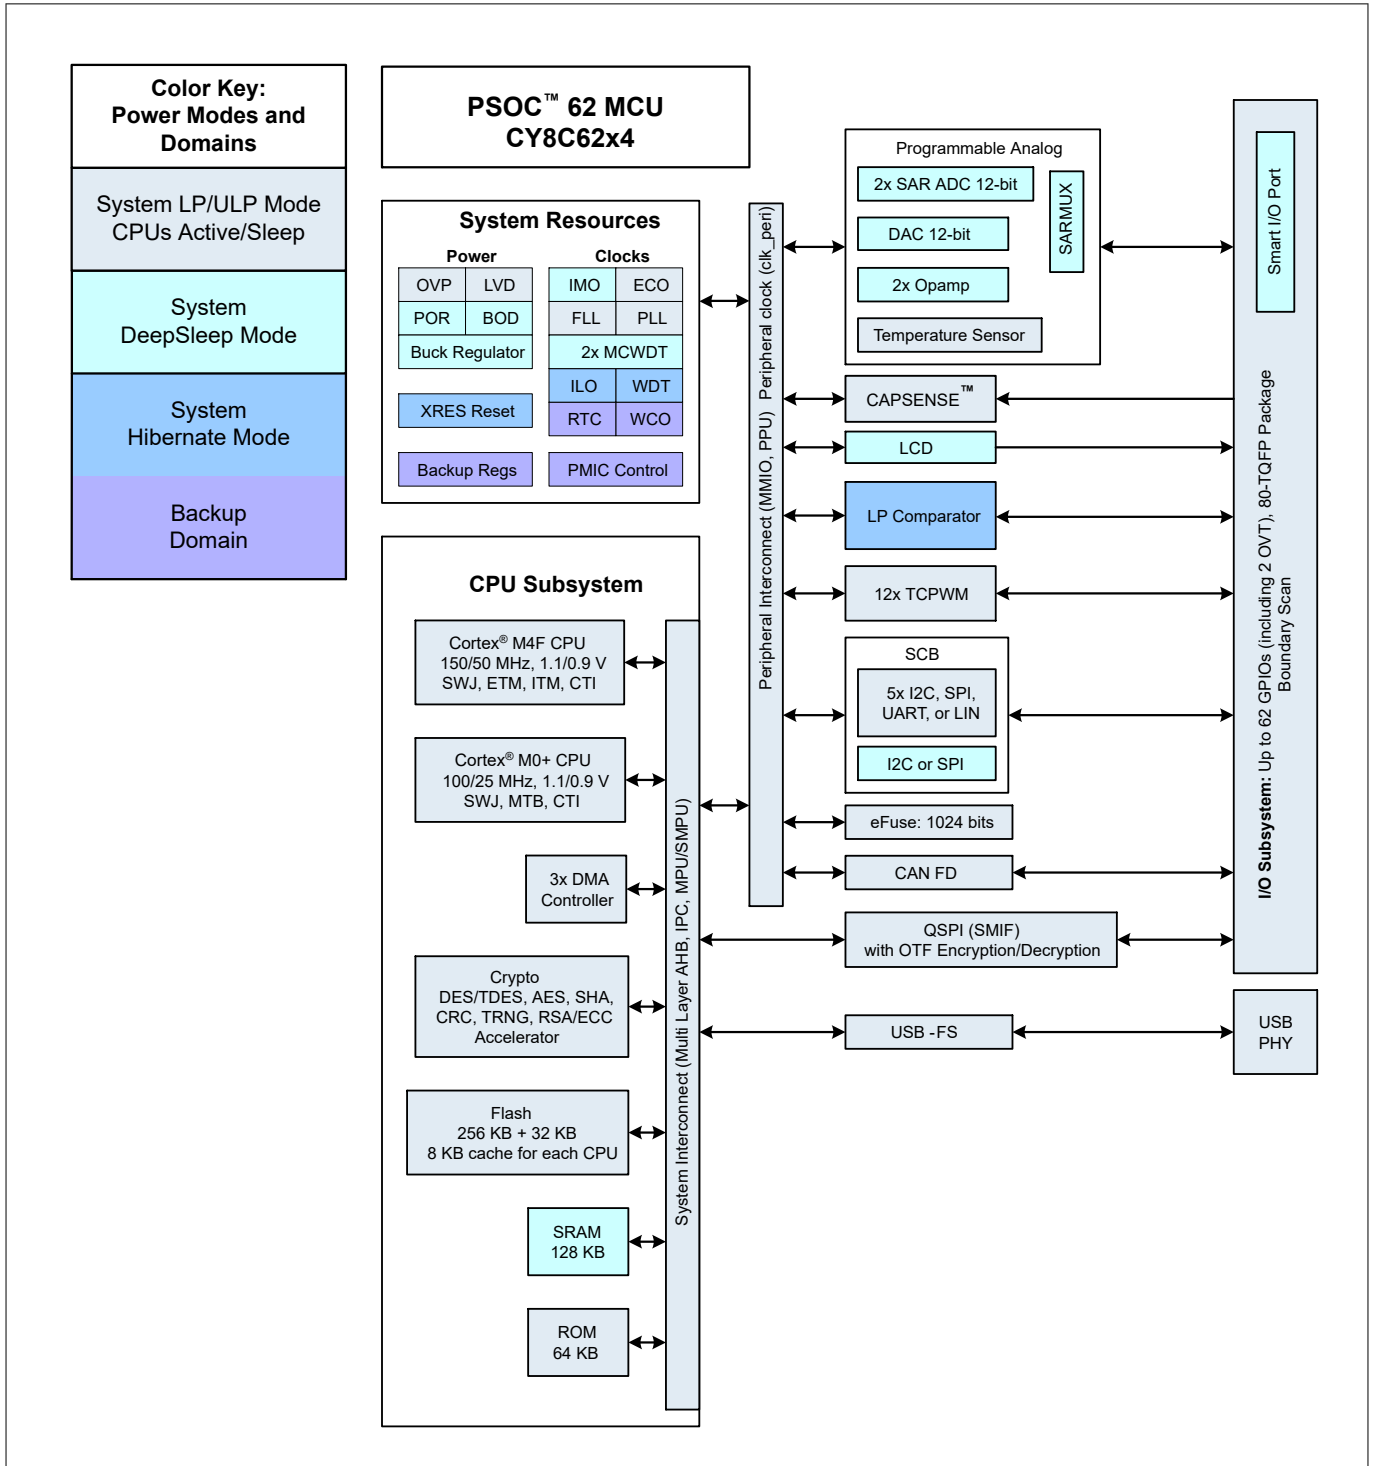 Color Key:
Power Modes and
Domains
System LP/ULP Mode
CPUs Active/Sleep
System
DeepSleep Mode
System
Hibernate Mode
Backup
Domain
PSOC™ 62 MCU
CY8C62x4
System Resources
Power
OVP LVD
POR BOD
Buck Regulator
XRES Reset
Backup Regs
Clocks
IMO ECO
FLL PLL
2x MCWDT
ILO WDT
RTC WCO
PMIC Control
CPU Subsystem
Cortex® M4F CPU
150/50 MHz, 1.1/0.9 V
SWJ, ETM, ITM, CTI
Cortex® M0+ CPU
100/25 MHz, 1.1/0.9 V
SWJ, MTB, CTI
3x DMA
Controller
Crypto
DES/TDES, AES, SHA,
CRC, TRNG, RSA/ECC
Accelerator
Flash
256 KB + 32 KB
8 KB cache for each CPU
SRAM
128 KB
ROM
64 KB
System Interconnect (Multi Layer AHB, IPC, MPU/SMPU)
Peripheral Interconnect (MMIO, PPU) Peripheral clock (clk_peri)
Programmable Analog
2x SAR ADC 12-bit
DAC 12-bit
2x Opamp
Temperature Sensor
SARMUX
CAPSENSE™
LCD
LP Comparator
12x TCPWM
SCB
5x I2C, SPI,
UART, or LIN
I2C or SPI
eFuse: 1024 bits
CAN FD
QSPI (SMIF)
with OTF Encryption/Decryption
USB -FS
Smart I/O Port
I/O Subsystem: Up to 62 GPIOs (including 2 OVT), 80-TQFP Package
Boundary Scan
USB
PHY